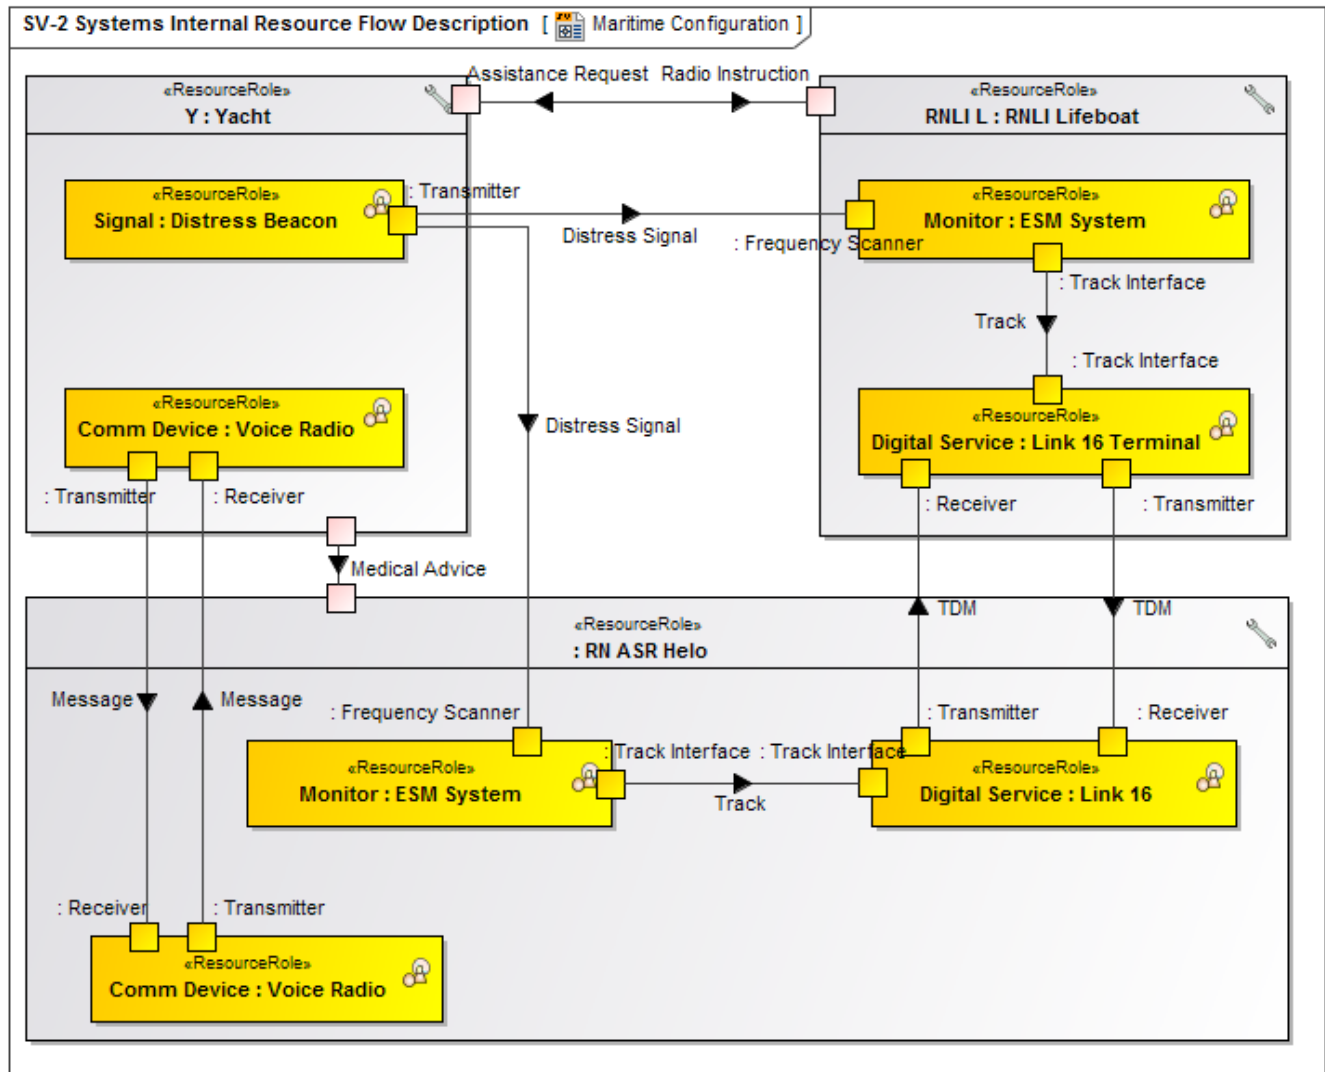 SV-2 Systems Internal Resource Flow Description [ Maritime Configuration ]
Assistance Request Radio Instruction
«ResourceRole»
Y : Yacht
«ResourceRole»
RNLI L : RNLI Lifeboat
«ResourceRole»
Signal : Distress Beacon
: Transmitter
Distress Signal
: Frequency Scanner
«ResourceRole»
Monitor : ESM System
: Track Interface
Track
: Track Interface
«ResourceRole»
Comm Device : Voice Radio
Distress Signal
«ResourceRole»
Digital Service : Link 16 Terminal
: Transmitter
: Receiver
: Receiver
: Transmitter
Medical Advice
TDM
TDM
«ResourceRole»
: RN ASR Helo
Message
Message
: Frequency Scanner
: Transmitter
: Receiver
: Track Interface
: Track Interface
«ResourceRole»
Monitor : ESM System
Track
«ResourceRole»
Digital Service : Link 16
: Receiver
: Transmitter
«ResourceRole»
Comm Device : Voice Radio